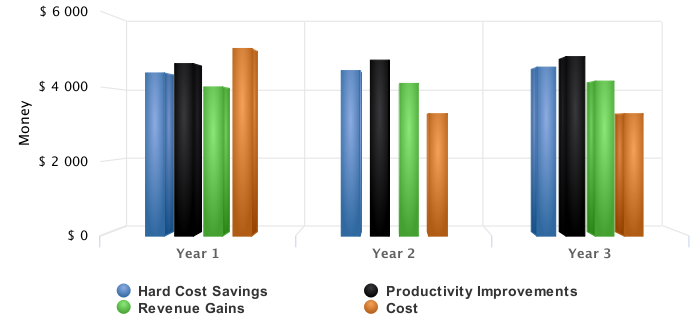 $ 6 000
$ 4 000
$ 2 000
$ 0
Money
Year 1
Year 2
Year 3
Hard Cost Savings
Productivity Improvements
Revenue Gains
Cost